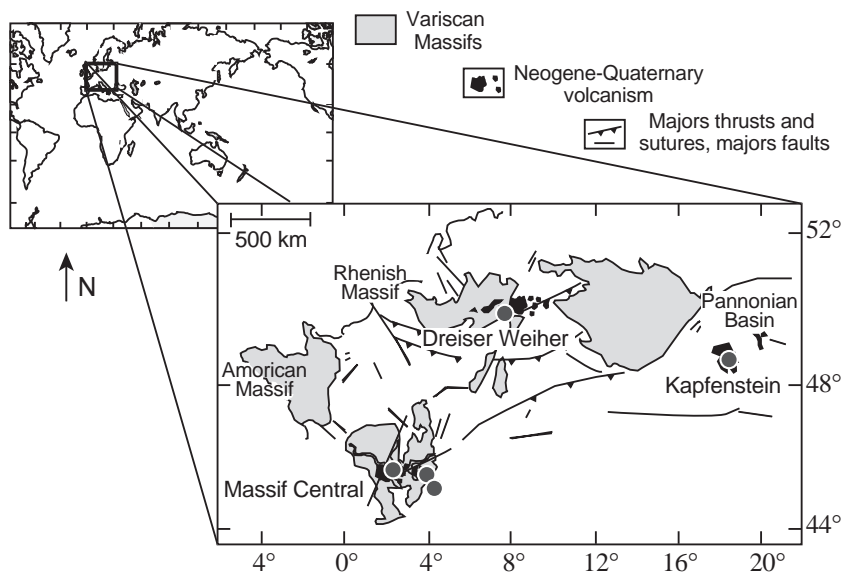 Variscan
Massifs
Neogene-Quaternary
volcanism
Majors thrusts and
sutures, majors faults
N
500 km
52°
Rhenish
Massif
Pannonian
Basin
Dreiser Weiher
Amorican
Massif
48°
Kapfenstein
Massif Central
44°
4° 0° 4° 8° 12° 16° 20°